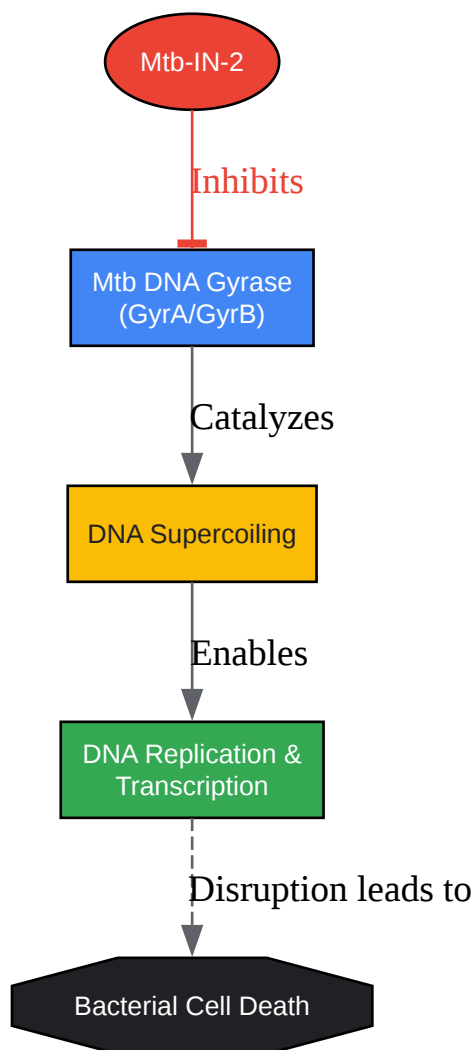 Mtb-IN-2
Inhibits
Mtb DNA Gyrase
(GyrA/GyrB)
Catalyzes
DNA Supercoiling
Enables
DNA Replication &
Transcription
Disruption leads to
Bacterial Cell Death